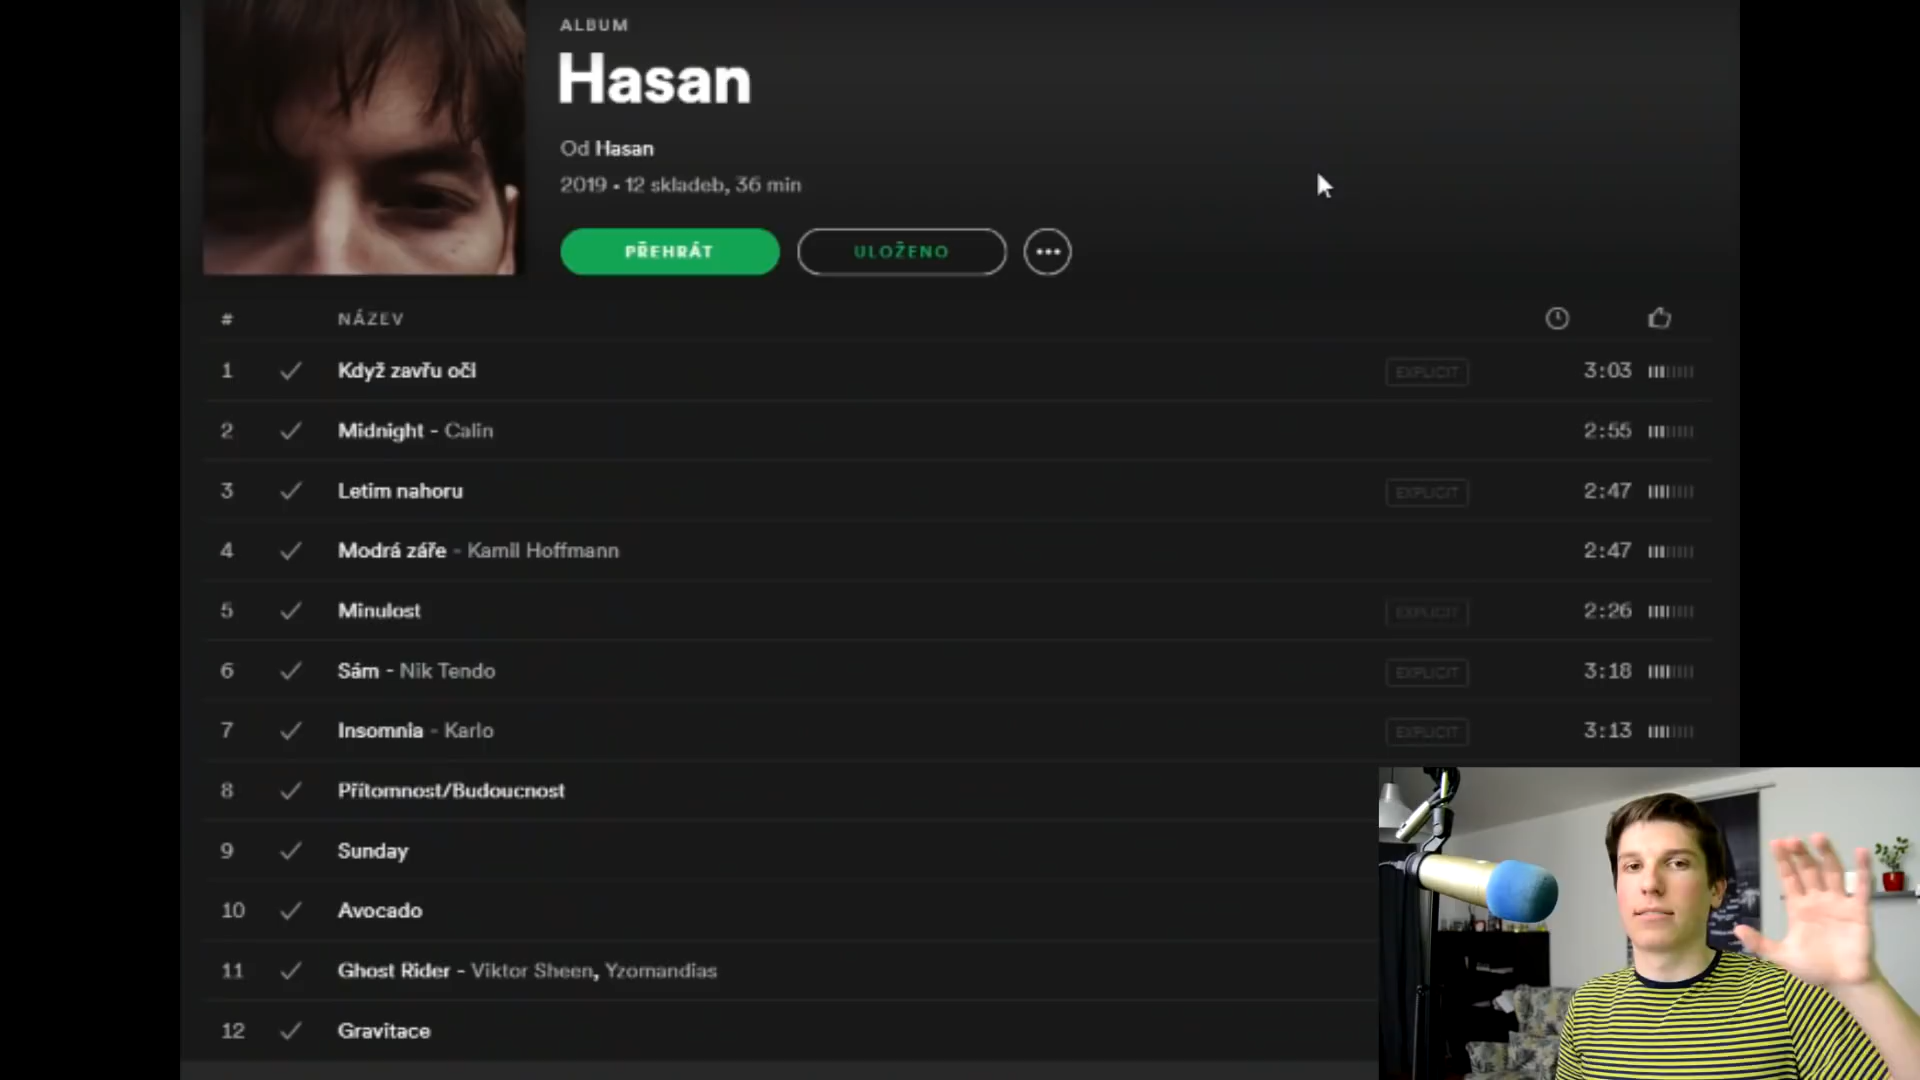 ALBUM
Hasan
Od Hasan
2019 • 12 skladeb, 36 min
PŘEHRÁT
ULOŽENO
# NÁZEV
1 Když zavřu oči EXPLICIT 3:03
2 Midnight - Calin 2:55
3 Letim nahoru EXPLICIT 2:47
4 Modrá záře - Kamil Hoffmann 2:47
5 Minulost EXPLICIT 2:26
6 Sám - Nik Tendo EXPLICIT 3:18
7 Insomnia - Karlo EXPLICIT 3:13
8 Přítomnost/Budoucnost
9 Sunday
10 Avocado
11 Ghost Rider - Viktor Sheen, Yzomandias
12 Gravitace